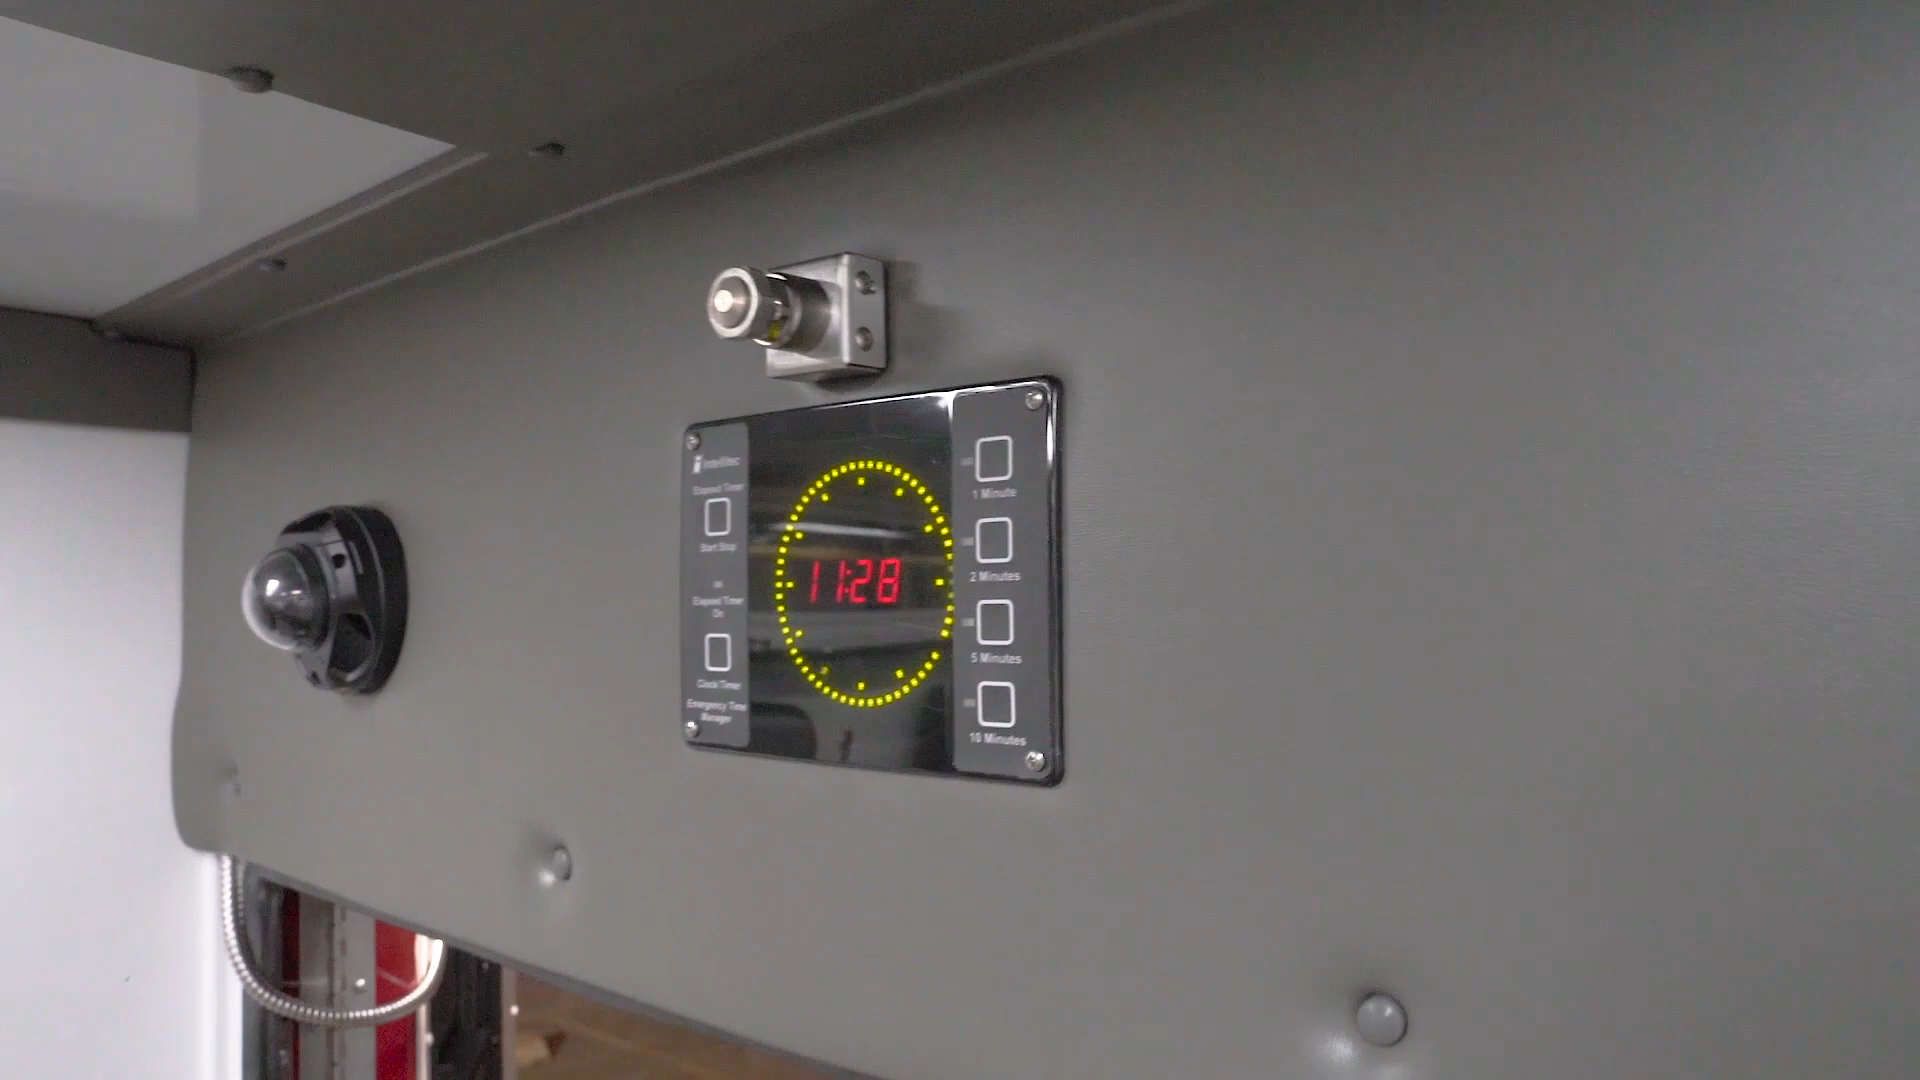 Intellitec
Elapsed Timer
Start Stop
Elapsed Timer
On
Clock Timer
Emergency Time
Manager
11:28
1 Minute
2 Minutes
5 Minutes
10 Minutes